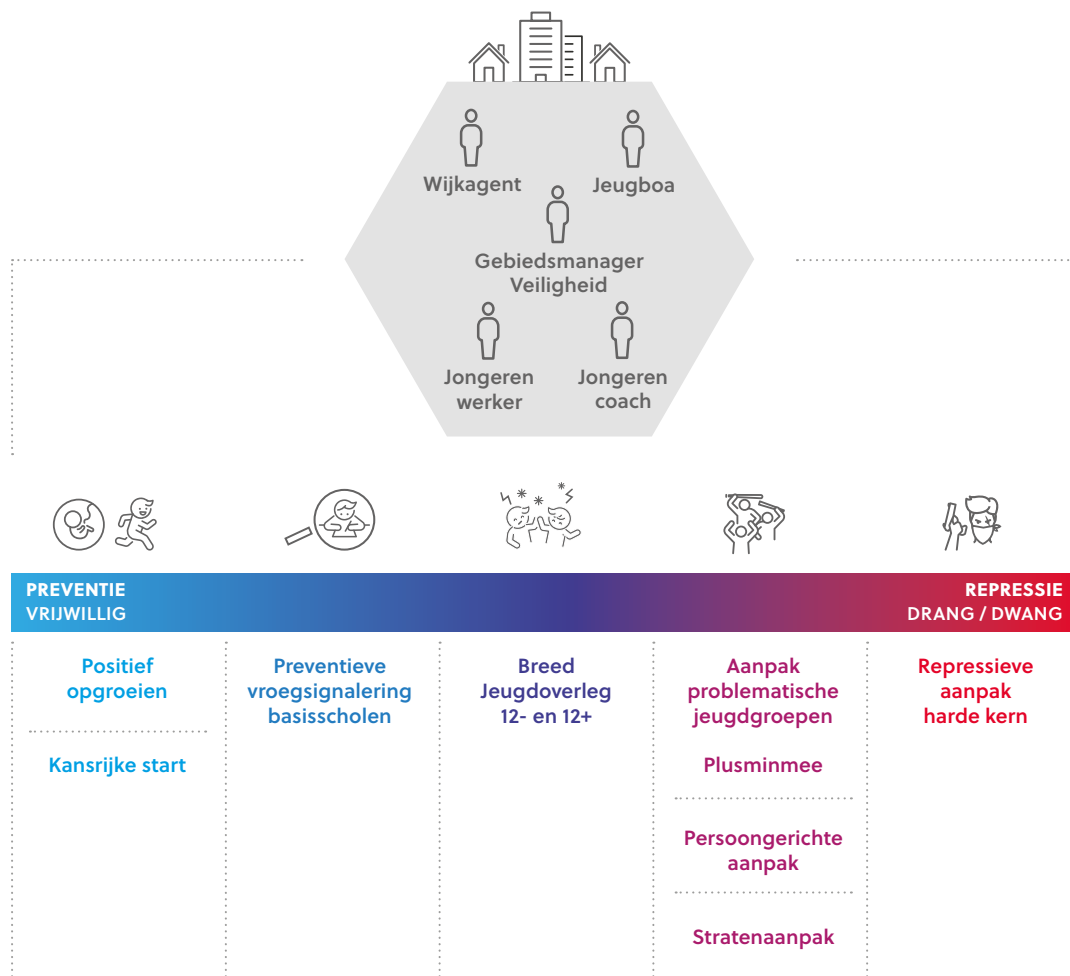 Wijkagent
Jeugboa
Gebiedsmanager
Veiligheid
Jongeren
werker
Jongeren
coach
PREVENTIE
VRIJWILLIG
REPRESSIE
DRANG / DWANG
Positief
opgroeien
Kansrijke start
Preventieve
vroegsignalering
basisscholen
Breed
Jeugdoverleg
12- en 12+
Aanpak
problematische
jeugdgroepen
Plusminmee
Persoongerichte
aanpak
Stratenaanpak
Repressieve
aanpak
harde kern